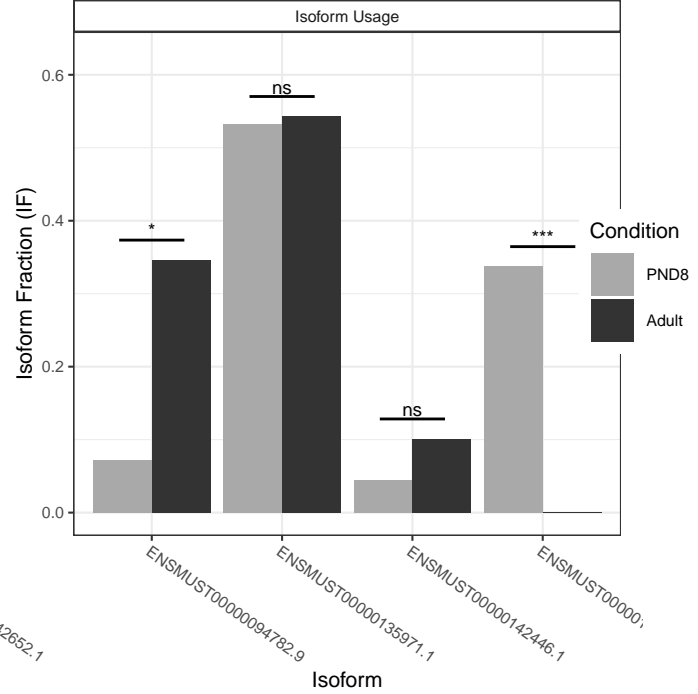 Isoform Usage
Isoform Fraction (IF)
0.6
0.4
0.2
0.0
*
ns
ns
***
Condition
PND8
Adult
ENSMUST00000094782.9
ENSMUST00000135971.1
ENSMUST00000142446.1
Isoform